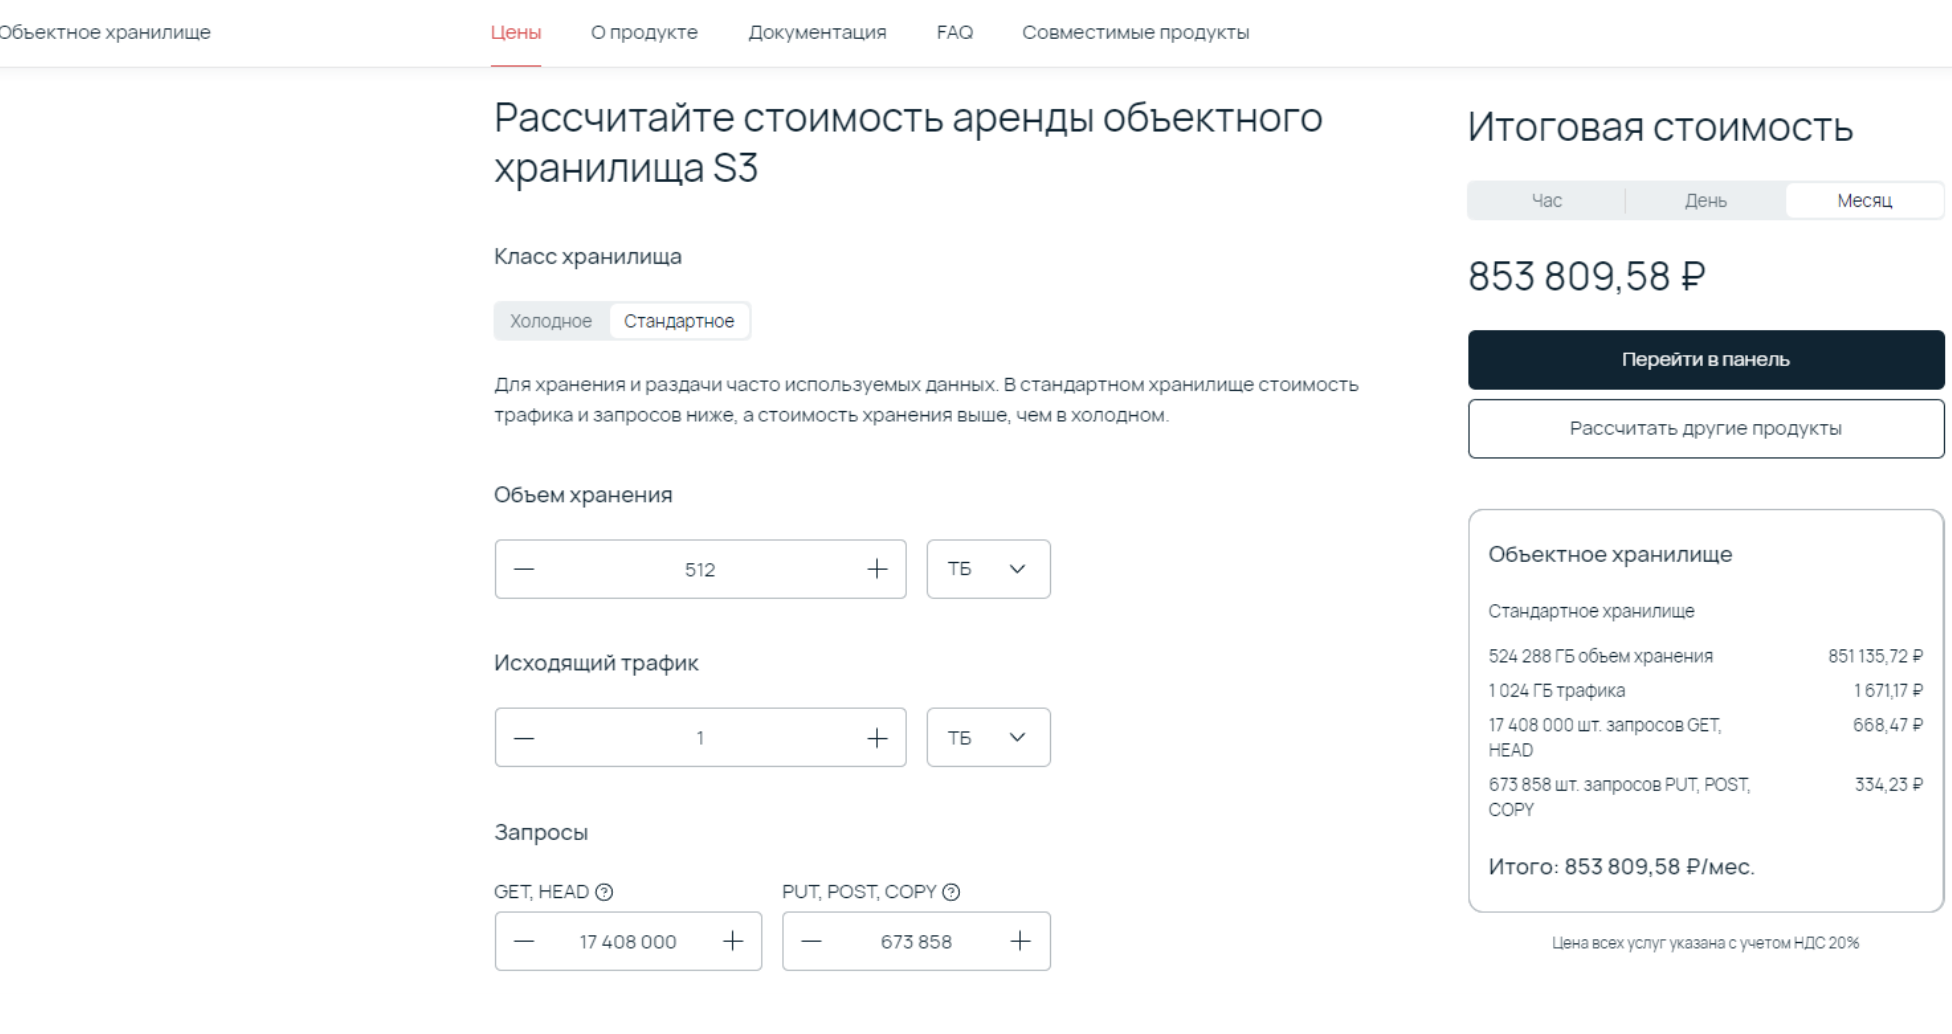 Объектное хранилище
Цены
О продукте
Документация
FAQ
Совместимые продукты
Рассчитайте стоимость аренды объектного
хранилища S3
Класс хранилища
Холодное
Стандартное
Для хранения и раздачи часто используемых данных. В стандартном хранилище стоимость
трафика и запросов ниже, а стоимость хранения выше, чем в холодном.
Объем хранения
— 512 +
ТБ
Исходящий трафик
— 1 +
ТБ
Запросы
GET, HEAD ?
PUT, POST, COPY ?
— 17 408 000 +
— 673 858 +
Итоговая стоимость
Час
День
Месяц
853 809,58 ₽
Перейти в панель
Рассчитать другие продукты
Объектное хранилище
Стандартное хранилище
524 288 ГБ объем хранения 851 135,72 ₽
1 024 ГБ трафика 1 671,17 ₽
17 408 000 шт. запросов GET, 668,47 ₽
HEAD
673 858 шт. запросов PUT, POST, 334,23 ₽
COPY
Итого: 853 809,58 ₽/мес.
Цена всех услуг указана с учетом НДС 20%